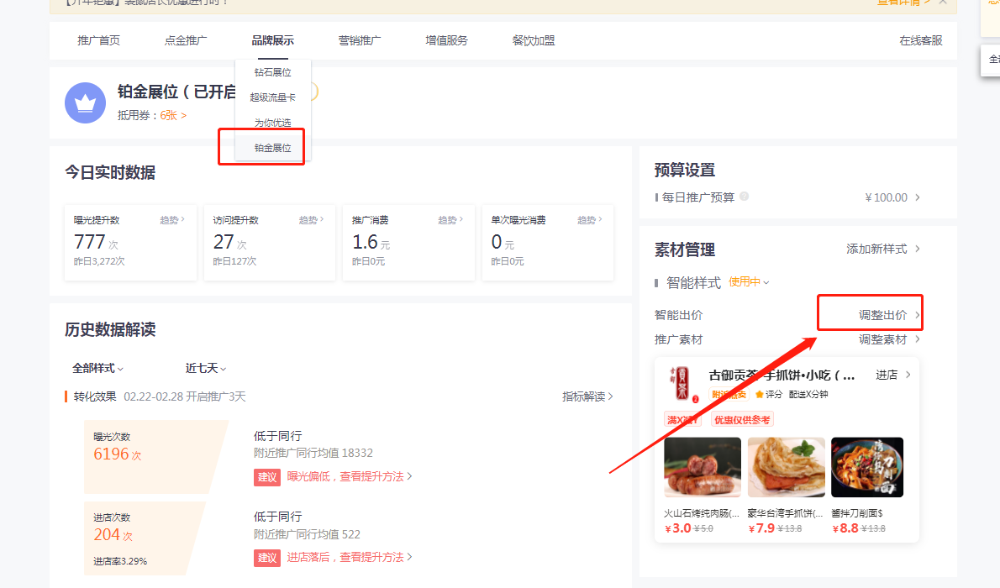 【开年钜惠】袋鼠店长优惠进行时！
查看详情 >
推广首页 点金推广 品牌展示 营销推广 增值服务 餐饮加盟 在线客服
钻石展位
超级流星卡
为你优选
铂金展位
铂金展位（已开启
抵用券：6张 >
今日实时数据
曝光提升数 趋势 >
777 次
昨日3,272次
访问提升数 趋势 >
27 次
昨日127次
推广消费 趋势 >
1.6 元
昨日0元
单次曝光消费 趋势 >
0 元
昨日0元
历史数据解读
全部样式 近七天
转化效果 02.22-02.28 开启推广3天 指标解读 >
曝光次数
6196 次
低于同行
附近推广同行均值 18332
建议 曝光偏低，查看提升方法 >
进店次数
204 次
进店率3.29%
低于同行
附近推广同行均值 522
建议 进店落后，查看提升方法 >
预算设置
每日推广预算 ? ¥ 100.00 >
素材管理 添加新样式 >
智能样式 使用中
智能出价 调整出价 >
推广素材 调整素材 >
古御贡茶·手抓饼·小吃（... 进店 >
评分 配送X分钟
满X减Y 优惠仅供参考
火山石烤纯肉肠(...
¥3.0 ¥5.0
豪华台湾手抓饼(...
¥7.9 ¥13.8
酱拌刀削面$
¥8.8 ¥13.8